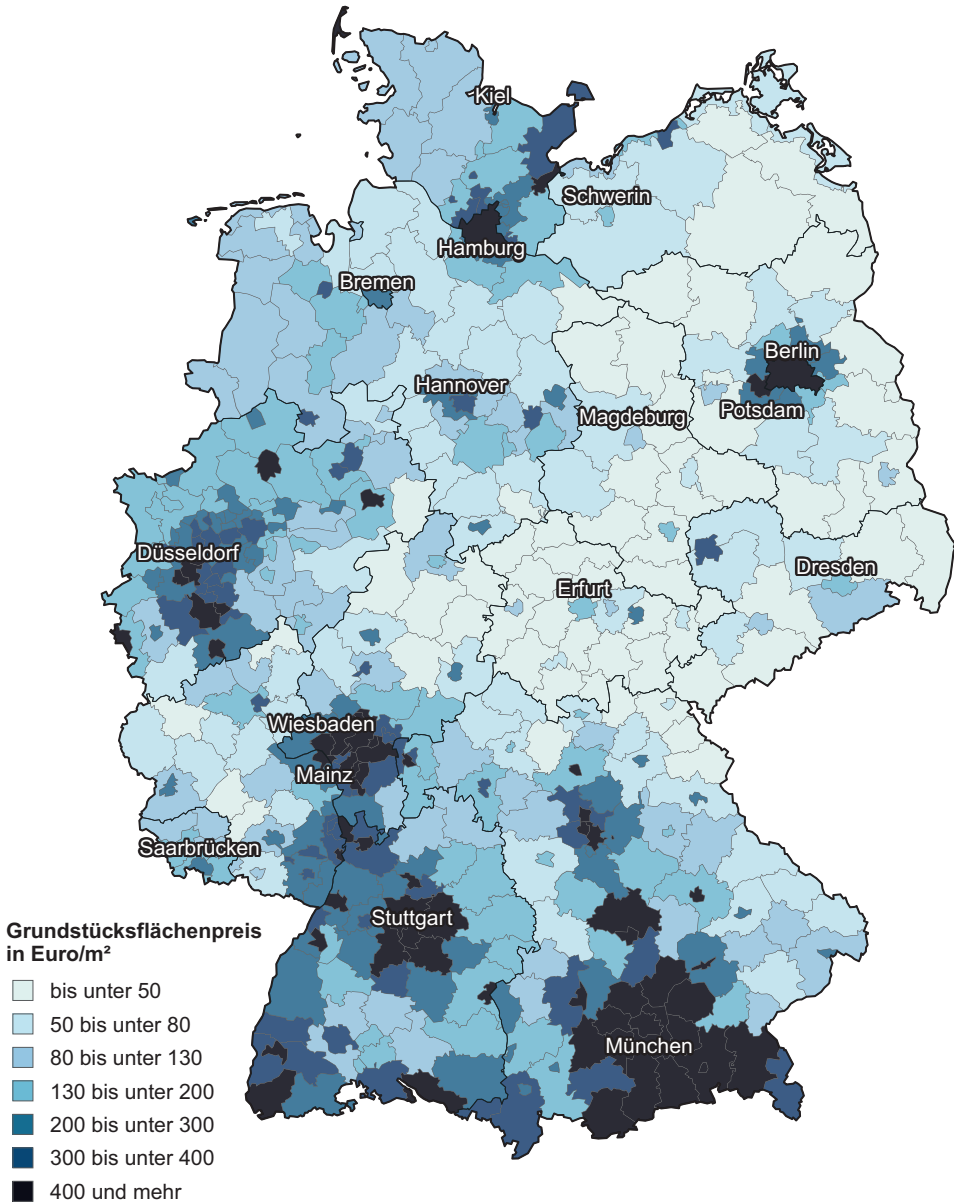 Kiel
Schwerin
Hamburg
Bremen
Berlin
Hannover
Potsdam
Magdeburg
Düsseldorf
Dresden
Erfurt
Wiesbaden
Mainz
Saarbrücken
Stuttgart
München
Grundstücksflächenpreis
in Euro/m²
bis unter 50
50 bis unter 80
80 bis unter 130
130 bis unter 200
200 bis unter 300
300 bis unter 400
400 und mehr